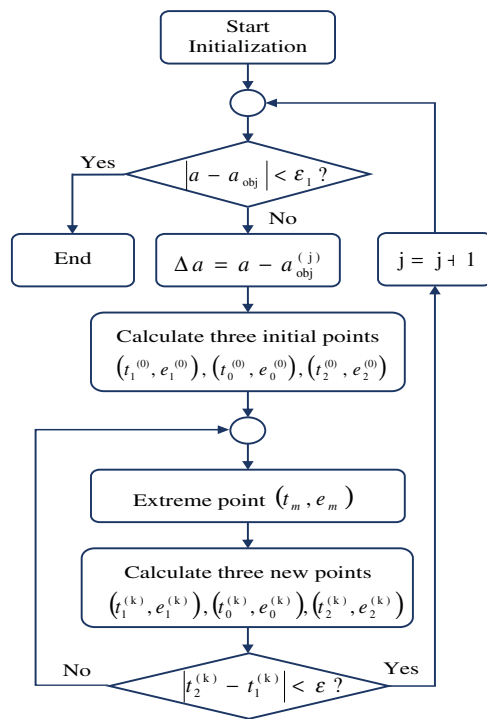 Start
Initialization
Yes
|a − a_obj| < ε_1 ?
No
End
Δa = a − a_obj^(j)
j = j + 1
Calculate three initial points
(t_1^(0), e_1^(0)), (t_0^(0), e_0^(0)), (t_2^(0), e_2^(0))
Extreme point (t_m, e_m)
Calculate three new points
(t_1^(k), e_1^(k)), (t_0^(k), e_0^(k)), (t_2^(k), e_2^(k))
No
|t_2^(k) − t_1^(k)| < ε ?
Yes